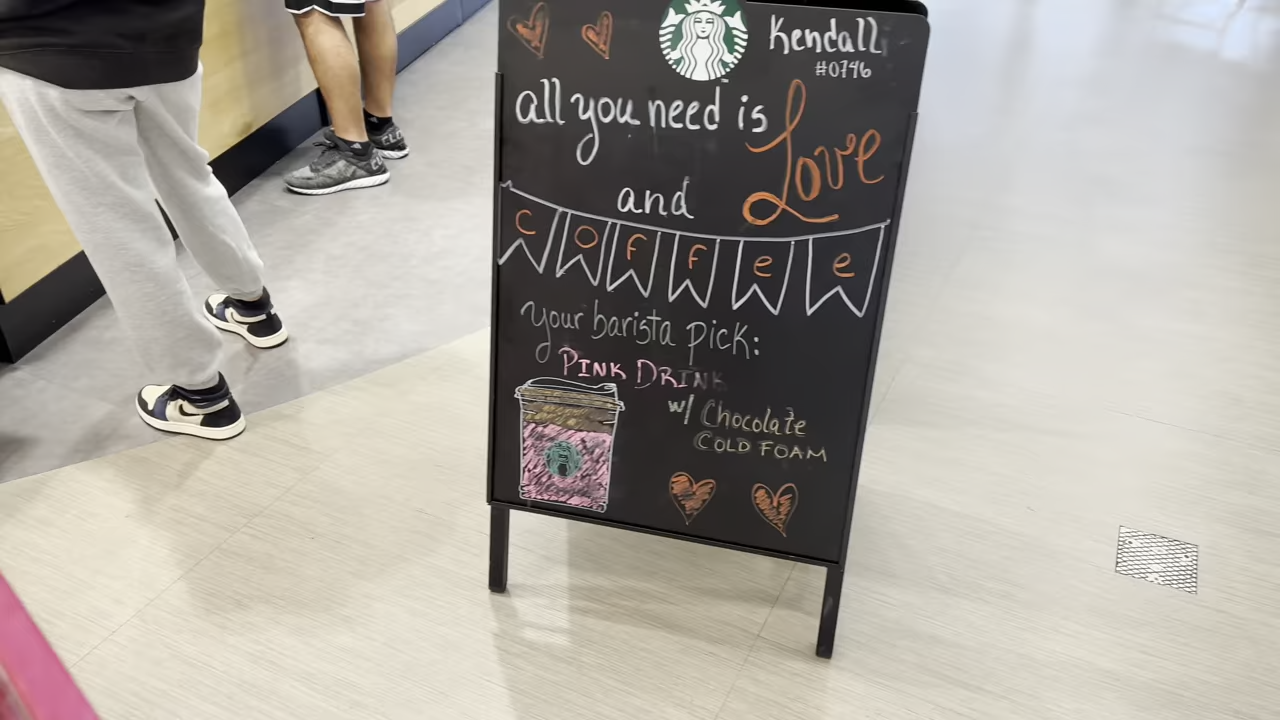 Kendall
#0746
all you need is Love
and
COFFee
your barista pick:
PINK DRINK
w/ Chocolate
COLD FOAM